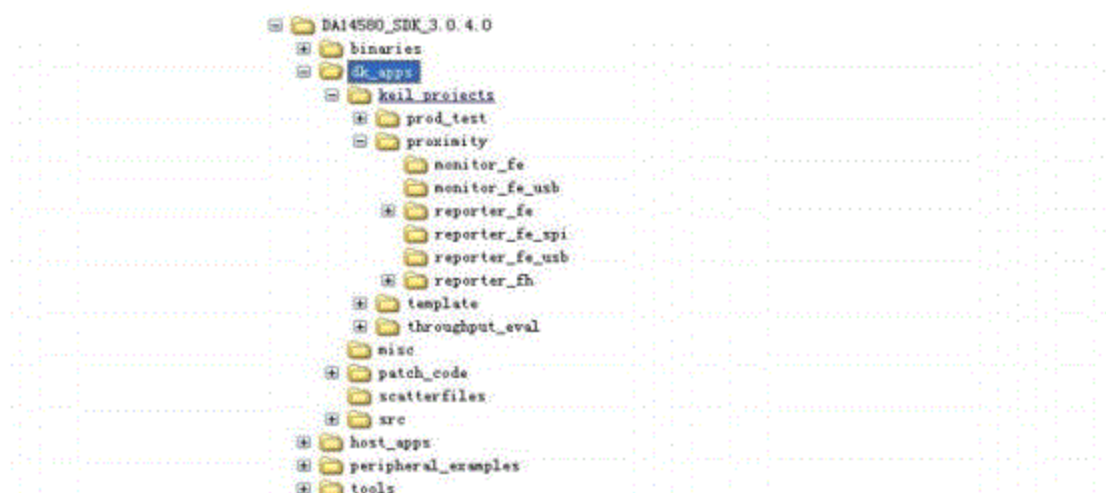 DA14580_SDK_3.0.4.0
binaries
dk_apps
keil_projects
prod_test
proximity
monitor_fe
monitor_fe_usb
reporter_fe
reporter_fe_spi
reporter_fe_usb
reporter_fh
template
throughput_eval
misc
patch_code
scatterfiles
src
host_apps
peripheral_examples
tools